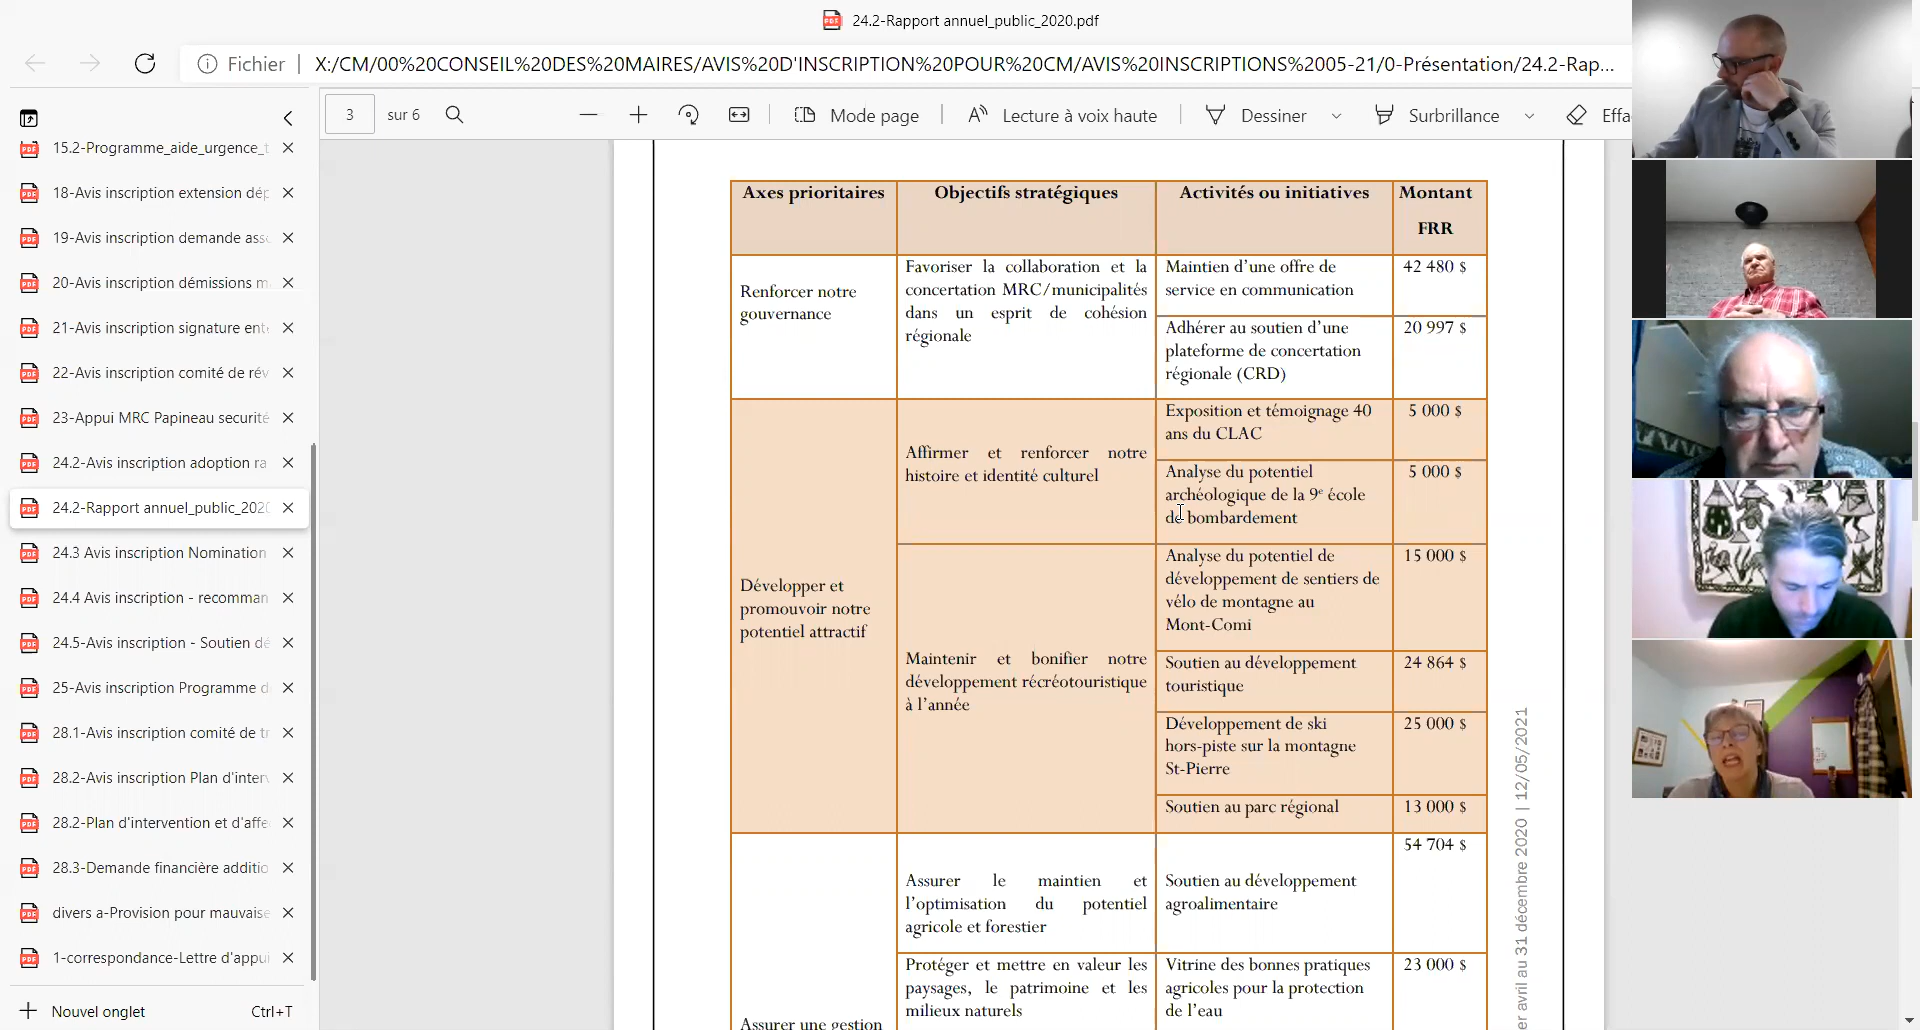 24.2-Rapport annuel_public_2020.pdf
Fichier
X:/CM/00%20CONSEIL%20DES%20MAIRES/AVIS%20D'INSCRIPTION%20POUR%20CM/AVIS%20INSCRIPTIONS%2005-21/0-Présentation/24.2-Rap...
3 sur 6
Mode page
Lecture à voix haute
Dessiner
Surbrillance
Effa
15.2-Programme_aide_urgence_t
18-Avis inscription extension dép
19-Avis inscription demande asso
20-Avis inscription démissions m
21-Avis inscription signature ente
22-Avis inscription comité de rév
23-Appui MRC Papineau securité
24.2-Avis inscription adoption ra
24.2-Rapport annuel_public_2020
24.3 Avis inscription Nomination
24.4 Avis inscription - recomman
24.5-Avis inscription - Soutien dé
25-Avis inscription Programme d
28.1-Avis inscription comité de tr
28.2-Avis inscription Plan d'interv
28.2-Plan d'intervention et d'affe
28.3-Demande financière additio
divers a-Provision pour mauvaise
1-correspondance-Lettre d'appui
Nouvel onglet Ctrl+T
Axes prioritaires
Objectifs stratégiques
Activités ou initiatives
Montant
FRR
Renforcer notre
gouvernance
Favoriser la collaboration et la
concertation MRC/municipalités
dans un esprit de cohésion
régionale
Maintien d'une offre de
service en communication
42 480 $
Adhérer au soutien d'une
plateforme de concertation
régionale (CRD)
20 997 $
Développer et
promouvoir notre
potentiel attractif
Affirmer et renforcer notre
histoire et identité culturel
Exposition et témoignage 40
ans du CLAC
5 000 $
Analyse du potentiel
archéologique de la 9e école
de bombardement
5 000 $
Maintenir et bonifier notre
développement récréotouristique
à l'année
Analyse du potentiel de
développement de sentiers de
vélo de montagne au
Mont-Comi
15 000 $
Soutien au développement
touristique
24 864 $
Développement de ski
hors-piste sur la montagne
St-Pierre
25 000 $
Soutien au parc régional
13 000 $
Assurer une gestion
Assurer le maintien et
l'optimisation du potentiel
agricole et forestier
Soutien au développement
agroalimentaire
54 704 $
Protéger et mettre en valeur les
paysages, le patrimoine et les
milieux naturels
Vitrine des bonnes pratiques
agricoles pour la protection
de l'eau
23 000 $
er avril au 31 décembre 2020 | 12/05/2021